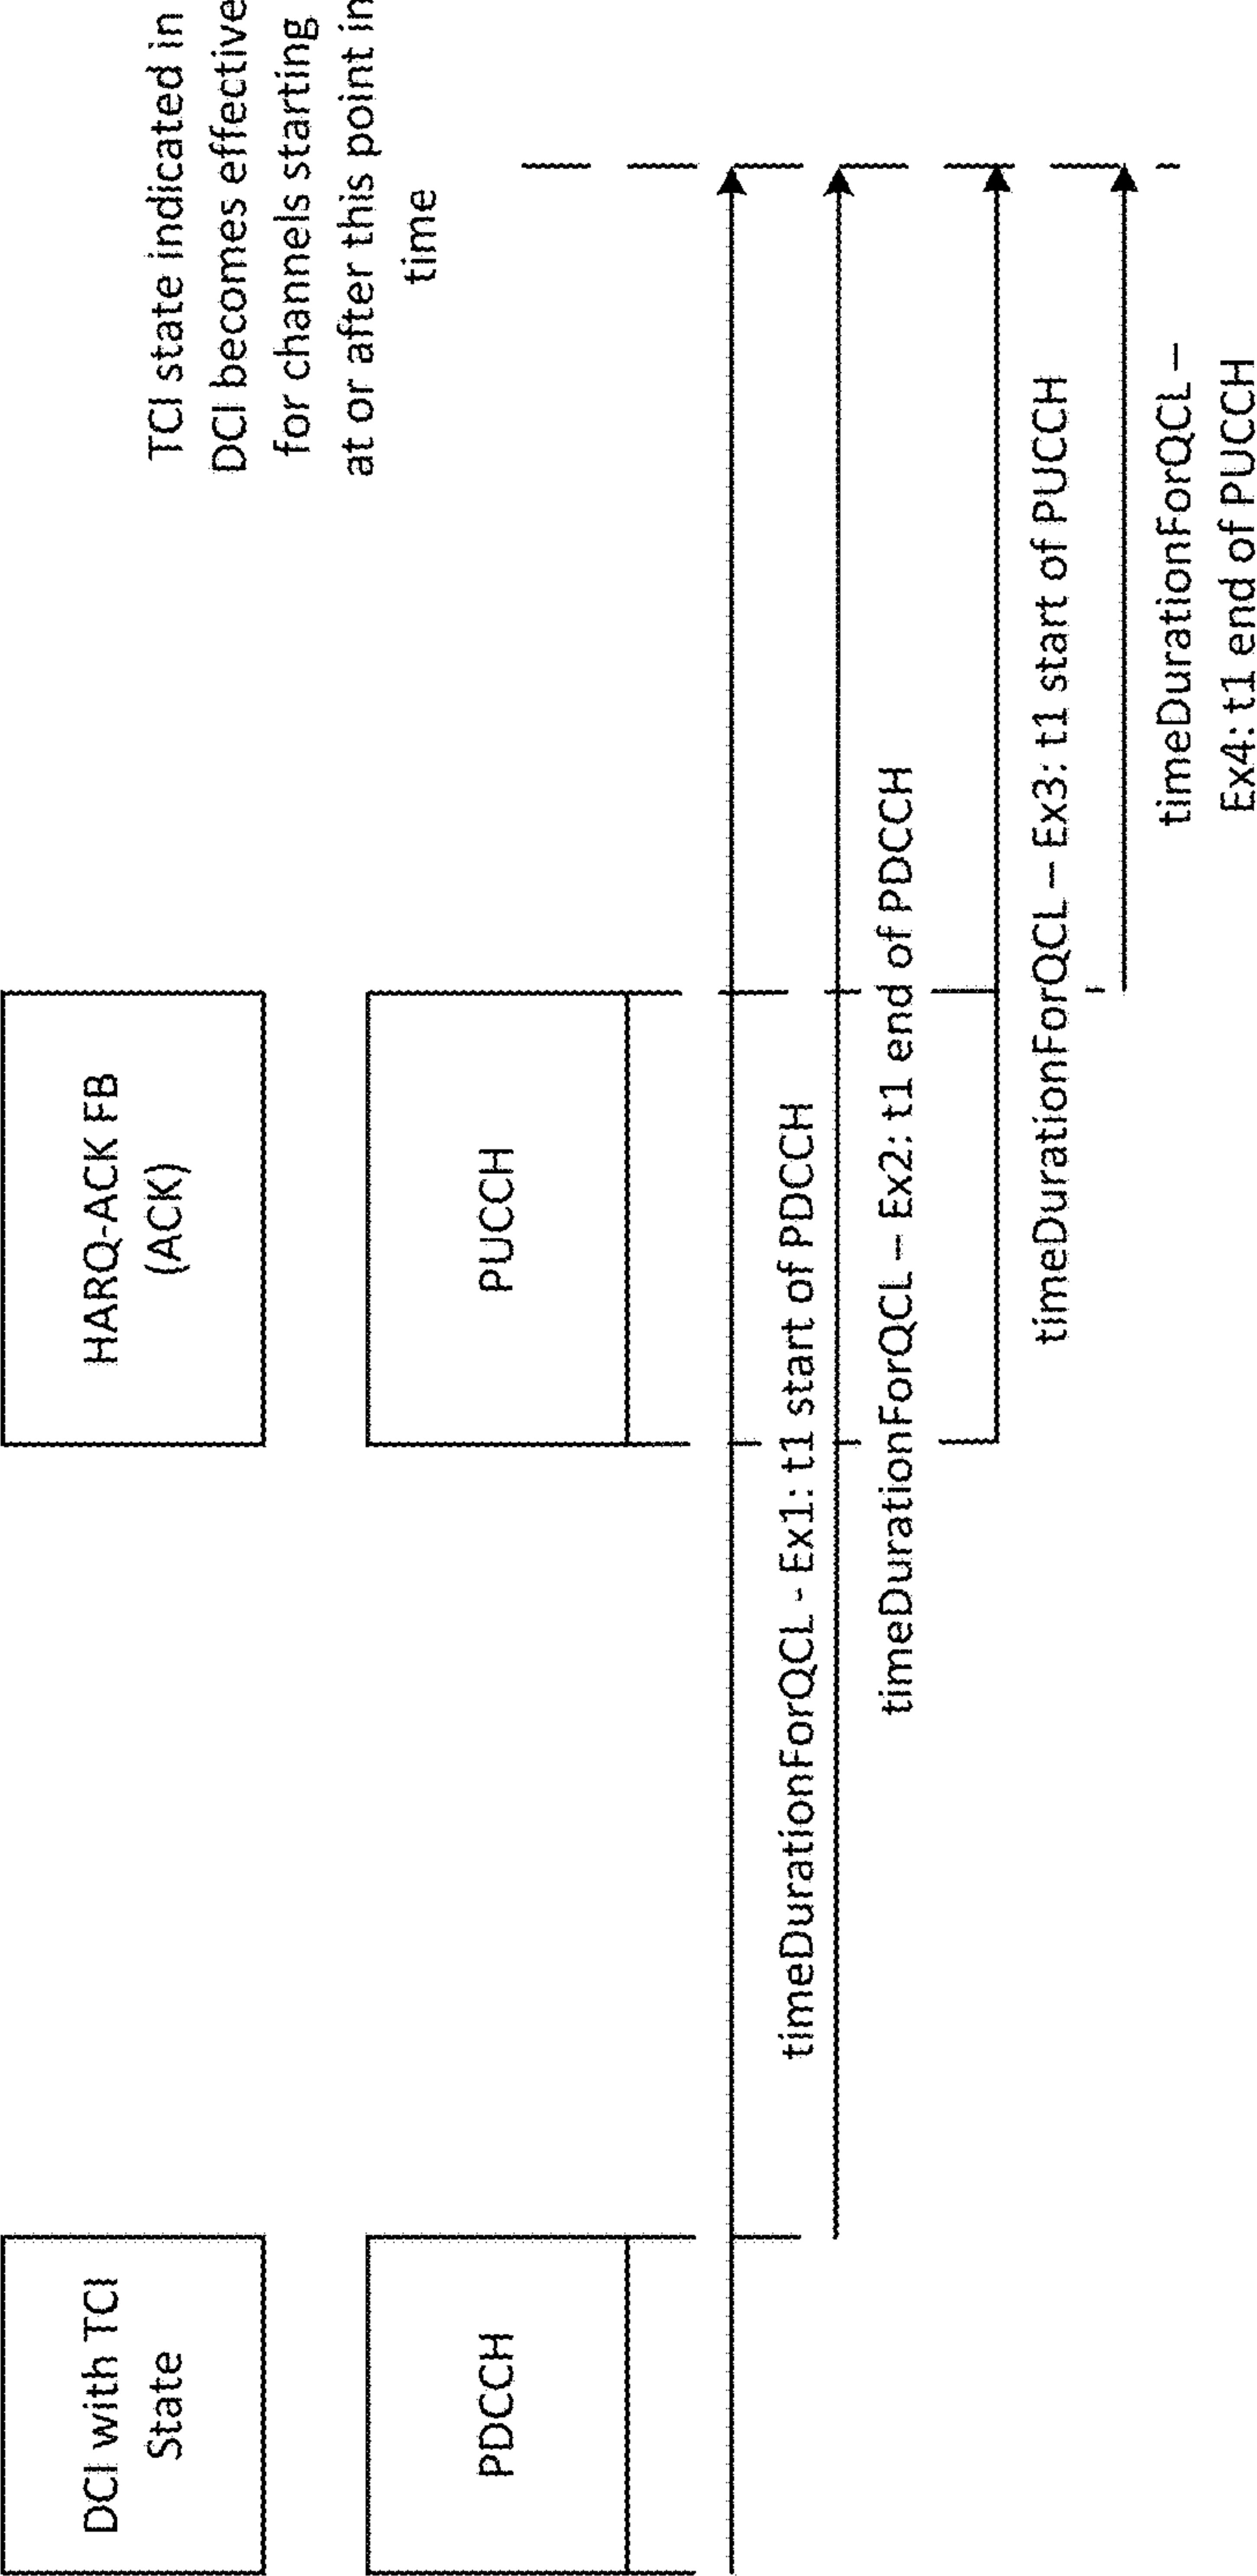 DCI with TCI
State
HARQ-ACK FB
(ACK)
TCI state indicated in
DCI becomes effective
for channels starting
at or after this point in
time
PDCCH
PUCCH
timeDurationForQCL - Ex1: t1 start of PDCCH
timeDurationForQCL – Ex2: t1 end of PDCCH
timeDurationForQCL – Ex3: t1 start of PUCCH
timeDurationForQCL –
Ex4: t1 end of PUCCH